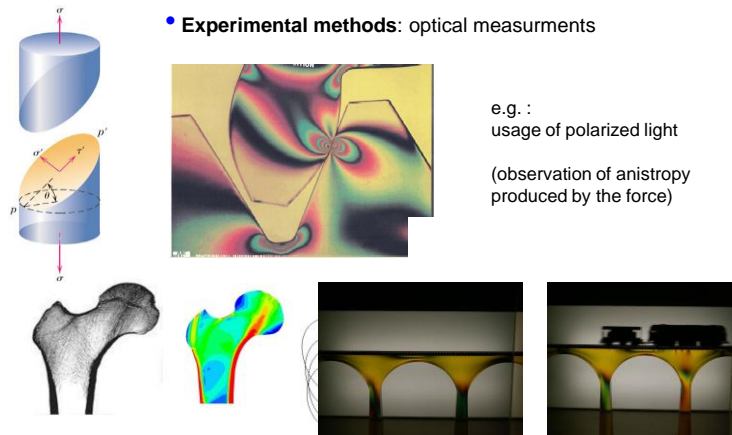 σ
• Experimental methods: optical measurments
p'
σ' τ'
θ
p
σ
e.g. :
usage of polarized light
(observation of anistropy
produced by the force)